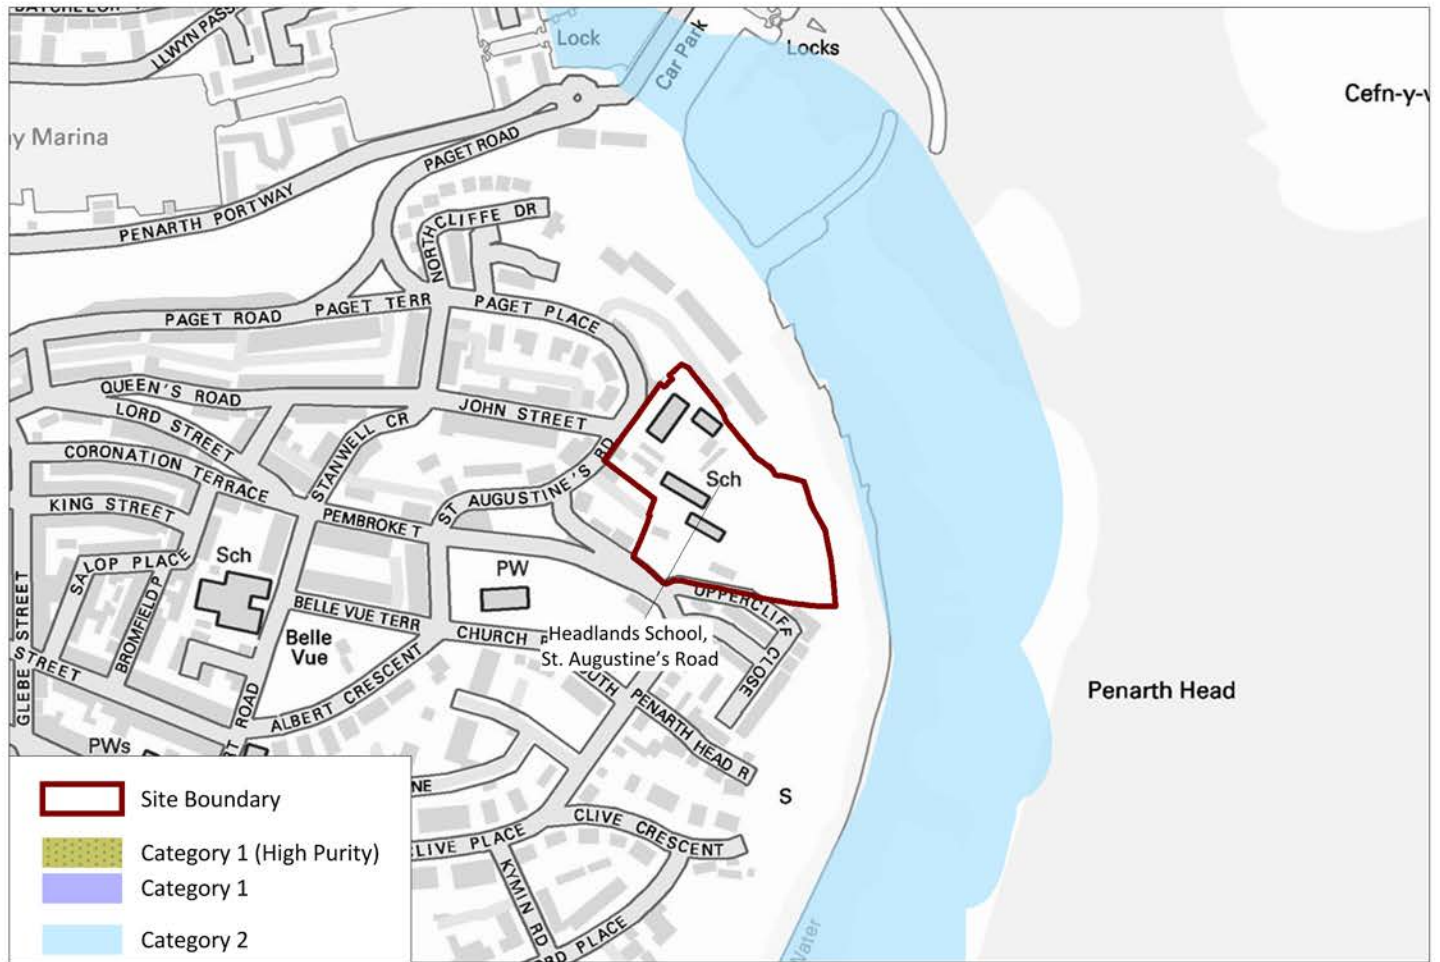 LLWYN PASS
Lock
Car Park
Locks
Cefn-y-
Marina
PAGET ROAD
PENARTH PORTWAY
NORTHCLIFFE DR
PAGET ROAD
PAGET TERR
PAGET PLACE
QUEEN'S ROAD
LORD STREET
JOHN STREET
STANWELL CR
CORONATION TERRACE
ST AUGUSTINE'S RD
Sch
KING STREET
PEMBROKE T
SALOP PLACE
Sch
PW
BROMFIELD P
BELLE VUE TERR
UPPERCLIFF CLOSE
GLEBE STREET
STREET
Belle
Vue
CHURCH
Headlands School,
St. Augustine's Road
ALBERT CRESCENT
ROAD
PENARTH HEAD R
Penarth Head
PWs
S
Site Boundary
CLIVE CRESCENT
PLACE
Category 1 (High Purity)
KYMIN RD
Category 1
PLACE
Category 2
Water